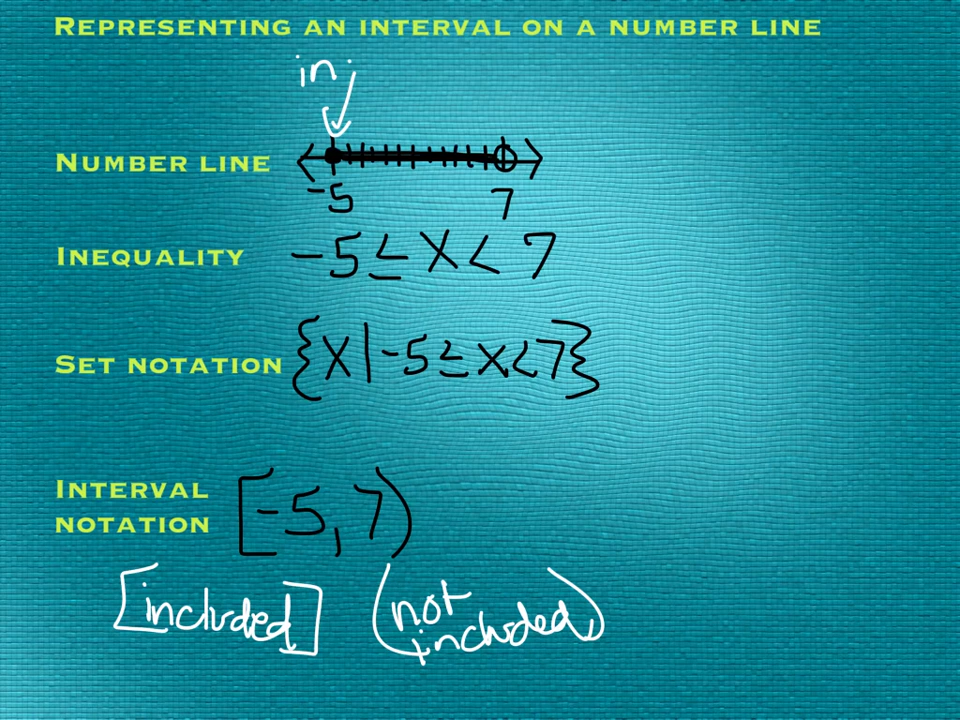 REPRESENTING AN INTERVAL ON A NUMBER LINE
in
NUMBER LINE
-5 7
INEQUALITY -5 ≤ x < 7
SET NOTATION {x | -5 ≤ x < 7}
INTERVAL
NOTATION [-5, 7)
[included] (not
included)